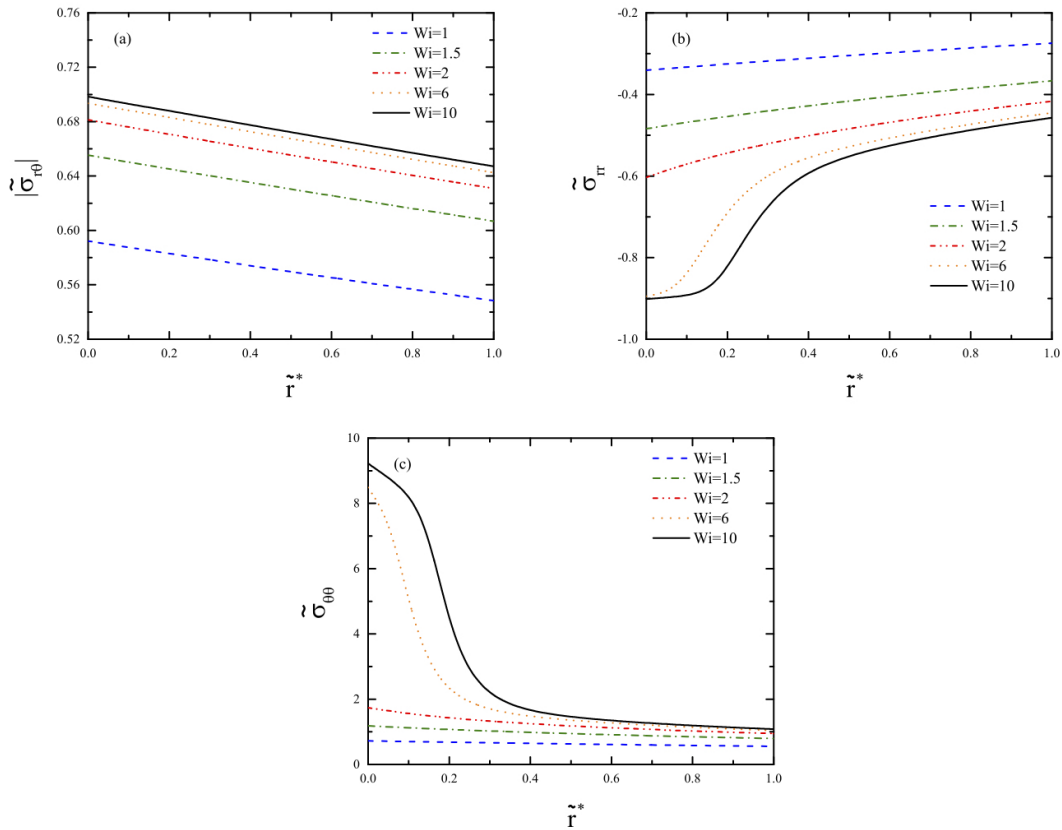 (a)
Wi=1
Wi=1.5
Wi=2
Wi=6
Wi=10
0.76
0.72
0.68
0.64
0.60
0.56
0.52
|σ̃rθ|
0.0 0.2 0.4 0.6 0.8 1.0
r̃*
(b)
-0.2
-0.4
-0.6
-0.8
-1.0
σ̃rr
Wi=1
Wi=1.5
Wi=2
Wi=6
Wi=10
0.0 0.2 0.4 0.6 0.8 1.0
r̃*
(c)
Wi=1
Wi=1.5
Wi=2
Wi=6
Wi=10
10
8
6
4
2
0
σ̃θθ
0.0 0.2 0.4 0.6 0.8 1.0
r̃*